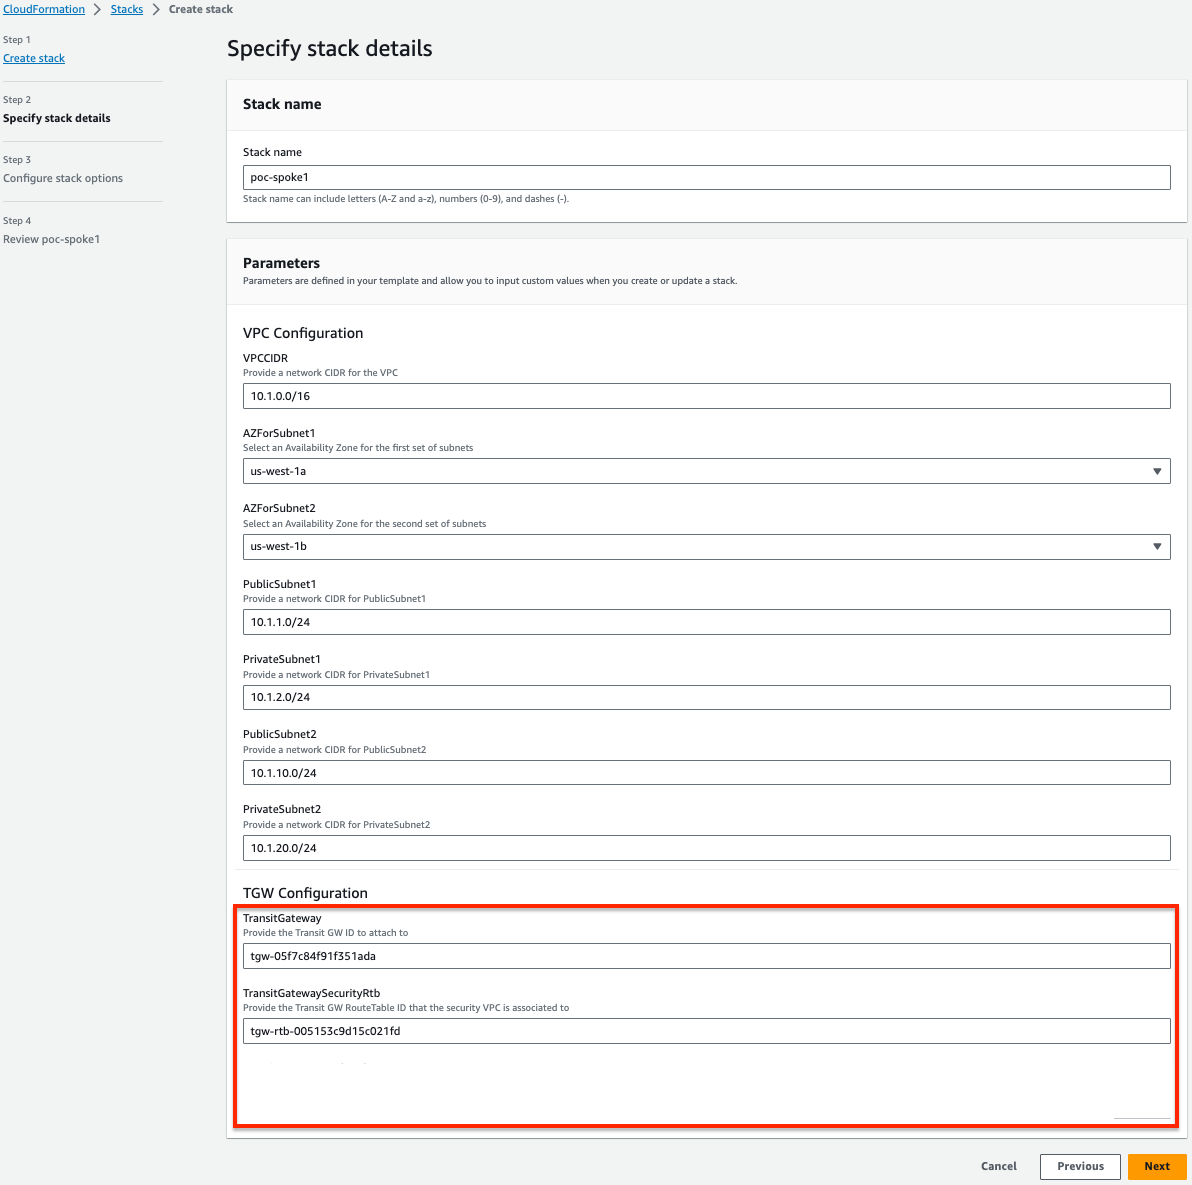 CloudFormation > Stacks > Create stack
Step 1
Create stack
Step 2
Specify stack details
Step 3
Configure stack options
Step 4
Review poc-spoke1
Specify stack details
Stack name
Stack name
poc-spoke1
Stack name can include letters (A-Z and a-z), numbers (0-9), and dashes (-).
Parameters
Parameters are defined in your template and allow you to input custom values when you create or update a stack.
VPC Configuration
VPCCIDR
Provide a network CIDR for the VPC
10.1.0.0/16
AZForSubnet1
Select an Availability Zone for the first set of subnets
us-west-1a
AZForSubnet2
Select an Availability Zone for the second set of subnets
us-west-1b
PublicSubnet1
Provide a network CIDR for PublicSubnet1
10.1.1.0/24
PrivateSubnet1
Provide a network CIDR for PrivateSubnet1
10.1.2.0/24
PublicSubnet2
Provide a network CIDR for PublicSubnet2
10.1.10.0/24
PrivateSubnet2
Provide a network CIDR for PrivateSubnet2
10.1.20.0/24
TGW Configuration
TransitGateway
Provide the Transit GW ID to attach to
tgw-05f7c84f91f351ada
TransitGatewaySecurityRtb
Provide the Transit GW RouteTable ID that the security VPC is associated to
tgw-rtb-005153c9d15c021fd
Cancel
Previous
Next